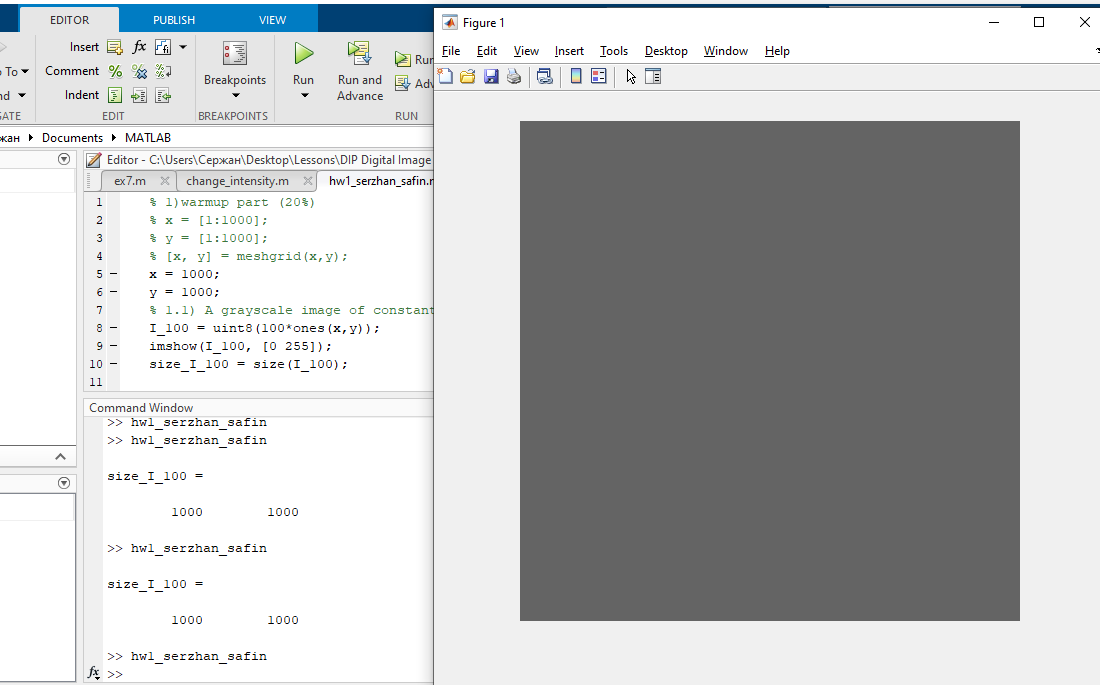 EDITOR PUBLISH VIEW
Insert fx fi
To Comment %
nd Indent
Breakpoints
Run
Run and
Advance
Run
Adv
GATE EDIT BREAKPOINTS RUN
жан Documents MATLAB
Editor - C:\Users\Сержан\Desktop\Lessons\DIP Digital Image
ex7.m change_intensity.m hw1_serzhan_safin.r
1 % 1)warmup part (20%)
2 % x = [1:1000];
3 % y = [1:1000];
4 % [x, y] = meshgrid(x,y);
5 – x = 1000;
6 – y = 1000;
7 % 1.1) A grayscale image of constant
8 – I_100 = uint8(100*ones(x,y));
9 – imshow(I_100, [0 255]);
10 – size_I_100 = size(I_100);
11
Command Window
>> hw1_serzhan_safin
>> hw1_serzhan_safin
size_I_100 =
1000 1000
>> hw1_serzhan_safin
size_I_100 =
1000 1000
>> hw1_serzhan_safin
fx >>
Figure 1
File Edit View Insert Tools Desktop Window Help